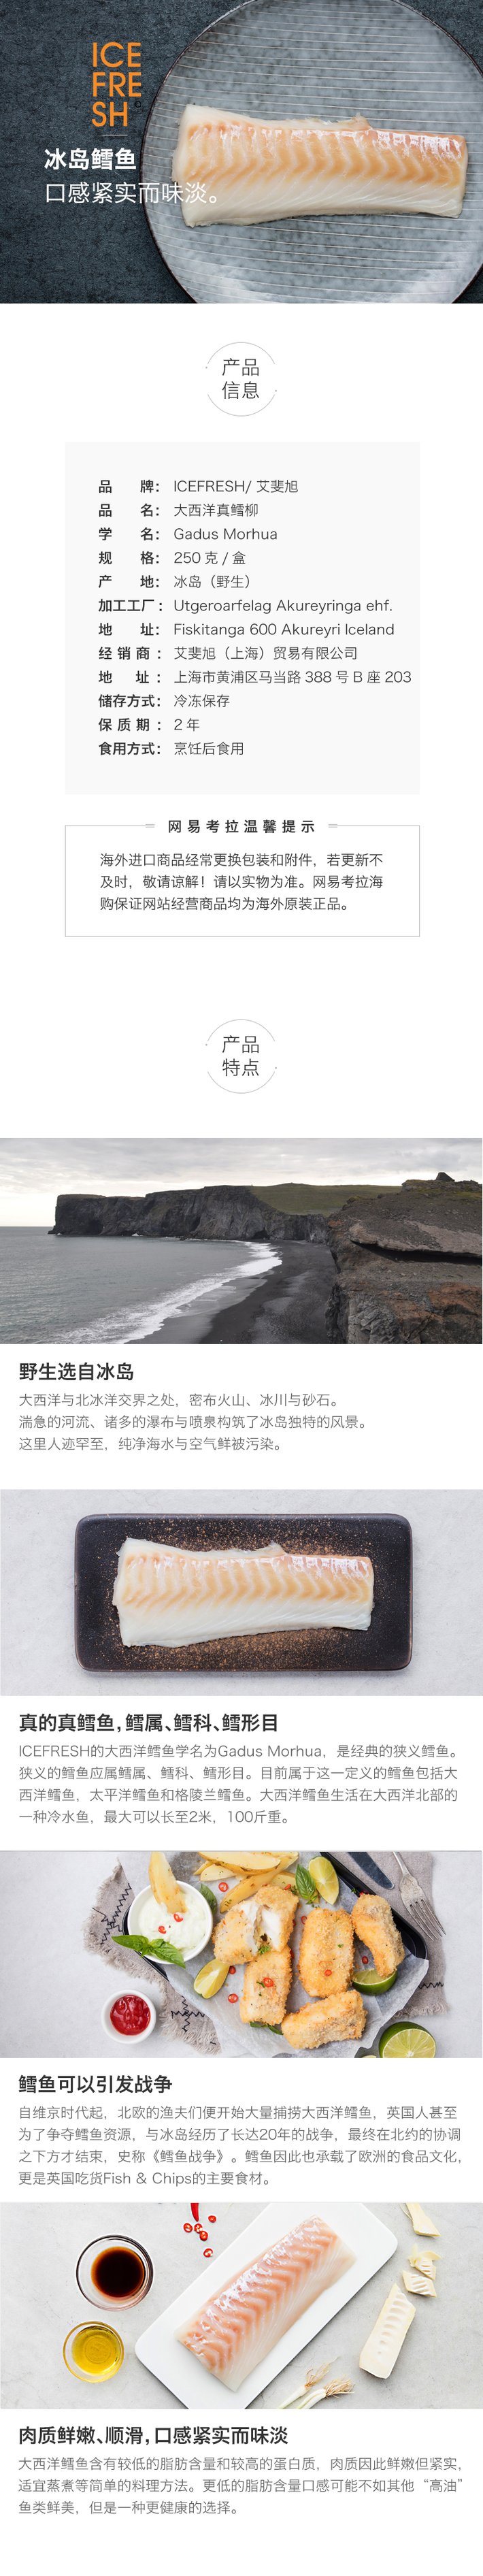 ICE
FRE
SH
冰岛鳕鱼
口感紧实而味淡。
产品
信息
品 牌： ICEFRESH/ 艾斐旭
品 名： 大西洋真鳕柳
学 名： Gadus Morhua
规 格： 250 克 / 盒
产 地： 冰岛（野生）
加工工厂： Utgeroarfelag Akureyringa ehf.
地 址： Fiskitanga 600 Akureyri Iceland
经 销 商 ： 艾斐旭（上海）贸易有限公司
地 址 ： 上海市黄浦区马当路 388 号 B 座 203
储存方式： 冷冻保存
保 质 期 ： 2 年
食用方式： 烹饪后食用
网易考拉温馨提示
海外进口商品经常更换包装和附件，若更新不
及时，敬请谅解！请以实物为准。网易考拉海
购保证网站经营商品均为海外原装正品。
产品
特点
野生选自冰岛
大西洋与北冰洋交界之处，密布火山、冰川与砂石。
湍急的河流、诸多的瀑布与喷泉构筑了冰岛独特的风景。
这里人迹罕至，纯净海水与空气鲜被污染。
真的真鳕鱼，鳕属、鳕科、鳕形目
ICEFRESH的大西洋鳕鱼学名为Gadus Morhua，是经典的狭义鳕鱼。
狭义的鳕鱼应属鳕属、鳕科、鳕形目。目前属于这一定义的鳕鱼包括大
西洋鳕鱼，太平洋鳕鱼和格陵兰鳕鱼。大西洋鳕鱼生活在大西洋北部的
一种冷水鱼，最大可以长至2米，100斤重。
鳕鱼可以引发战争
自维京时代起，北欧的渔夫们便开始大量捕捞大西洋鳕鱼，英国人甚至
为了争夺鳕鱼资源，与冰岛经历了长达20年的战争，最终在北约的协调
之下方才结束，史称《鳕鱼战争》。鳕鱼因此也承载了欧洲的食品文化，
更是英国吃货Fish & Chips的主要食材。
肉质鲜嫩、顺滑，口感紧实而味淡
大西洋鳕鱼含有较低的脂肪含量和较高的蛋白质，肉质因此鲜嫩但紧实，
适宜蒸煮等简单的料理方法。更低的脂肪含量口感可能不如其他“高油”
鱼类鲜美，但是一种更健康的选择。